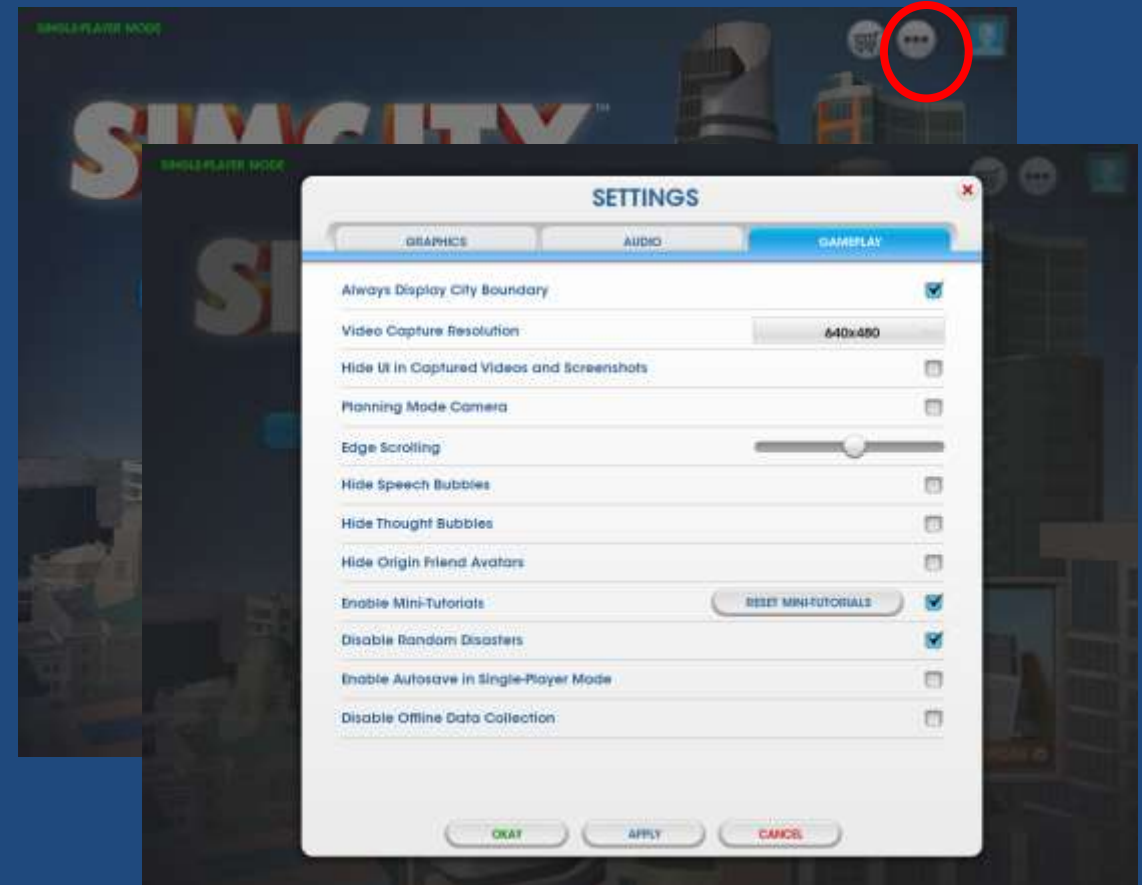 SINGLE-PLAYER MODE
SIMCITY™
SINGLE-PLAYER MODE
SETTINGS
GRAPHICS AUDIO GAMEPLAY
Always Display City Boundary
Video Capture Resolution 640x480
Hide UI in Captured Videos and Screenshots
Planning Mode Camera
Edge Scrolling
Hide Speech Bubbles
Hide Thought Bubbles
Hide Origin Friend Avatars
Enable Mini-Tutorials RESET MINI-TUTORIALS
Disable Random Disasters
Enable Autosave in Single-Player Mode
Disable Offline Data Collection
OKAY APPLY CANCEL